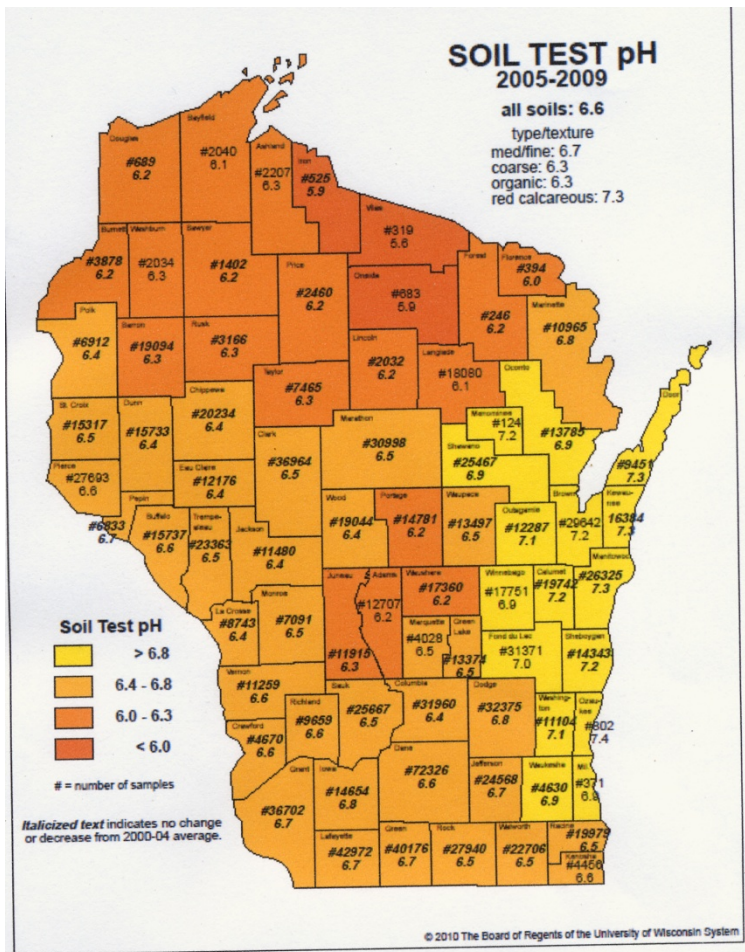 SOIL TEST pH
2005-2009
all soils: 6.6
type/texture
med/fine: 6.7
coarse: 6.3
organic: 6.3
red calcareous: 7.3
Douglas
#689
6.2
Bayfield
#2040
6.1
Ashland
#2207
6.3
Iron
#525
5.9
Vilas
#319
5.6
Burnett
#3878
6.2
Washburn
#2034
6.3
Sawyer
#1402
6.2
Price
#2460
6.2
Oneida
#683
5.9
Forest
#246
6.2
Florence
#394
6.0
Marinette
#10965
6.8
Polk
#6912
6.4
Barron
#19094
6.3
Rusk
#3166
6.3
Taylor
#7465
6.3
Lincoln
#2032
6.2
Langlade
#18080
6.1
Oconto
#13785
6.9
Door
#9451
7.3
St. Croix
#15317
6.5
Dunn
#15733
6.4
Chippewa
#20234
6.4
Clark
#36964
6.5
Marathon
#30998
6.5
Menominee
#124
7.2
Shawano
#25467
6.9
Pierce
#27693
6.6
Pepin
#6833
6.7
Eau Claire
#12176
6.4
Buffalo
#15737
6.6
Trempe-
aleau
#23363
6.5
Jackson
#11480
6.4
Wood
#19044
6.4
Portage
#14781
6.2
Waupaca
#13497
6.5
Outagamie
#12287
7.1
Brown
#29642
7.2
Kewau-
nee
16384
7.3
Manitowoc
#26325
7.3
La Crosse
#8743
6.4
Monroe
#7091
6.5
Juneau
#11915
6.3
Adams
#12707
6.2
Waushara
#17360
6.2
Marquette
#4028
6.5
Green
Lake
#13374
6.5
Winnebago
#17751
6.9
Calumet
#19742
7.2
Fond du Lac
#31371
7.0
Sheboygan
#14343
7.2
Vernon
#11259
6.6
Crawford
#4670
6.6
Richland
#9659
6.6
Sauk
#25667
6.5
Columbia
#31960
6.4
Dodge
#32375
6.8
Washing-
ton
#11104
7.1
Ozau-
kee
#802
7.4
Grant
#36702
6.7
Iowa
#14654
6.8
Dane
#72326
6.6
Jefferson
#24568
6.7
Waukesha
#4630
6.9
Mil.
#371
6.9
Lafayette
#42972
6.7
Green
#40176
6.7
Rock
#27940
6.5
Walworth
#22706
6.5
Racine
#19979
6.5
Kenosha
#4456
6.6
Soil Test pH
> 6.8
6.4 - 6.8
6.0 - 6.3
< 6.0
# = number of samples
Italicized text indicates no change
or decrease from 2000-04 average.
© 2010 The Board of Regents of the University of Wisconsin System